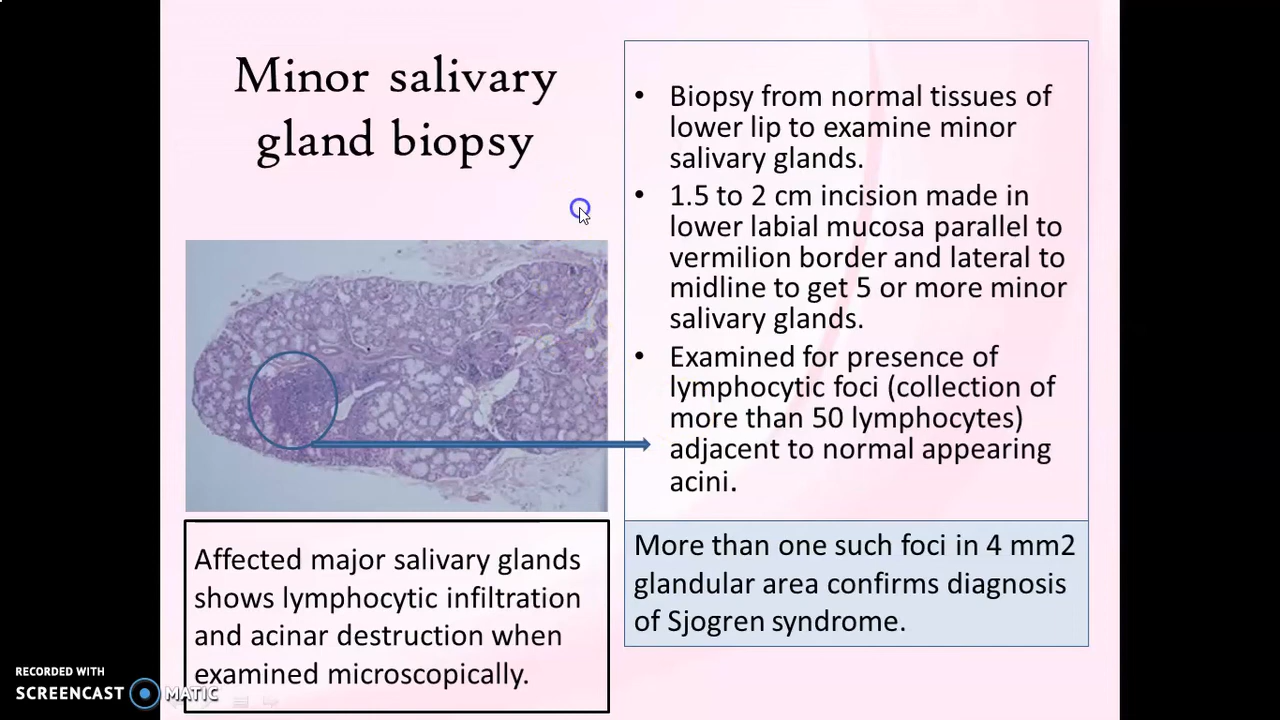 Minor salivary
gland biopsy
• Biopsy from normal tissues of
lower lip to examine minor
salivary glands.
• 1.5 to 2 cm incision made in
lower labial mucosa parallel to
vermilion border and lateral to
midline to get 5 or more minor
salivary glands.
• Examined for presence of
lymphocytic foci (collection of
more than 50 lymphocytes)
adjacent to normal appearing
acini.
Affected major salivary glands
shows lymphocytic infiltration
and acinar destruction when
examined microscopically.
More than one such foci in 4 mm2
glandular area confirms diagnosis
of Sjogren syndrome.
RECORDED WITH
SCREENCAST MATIC